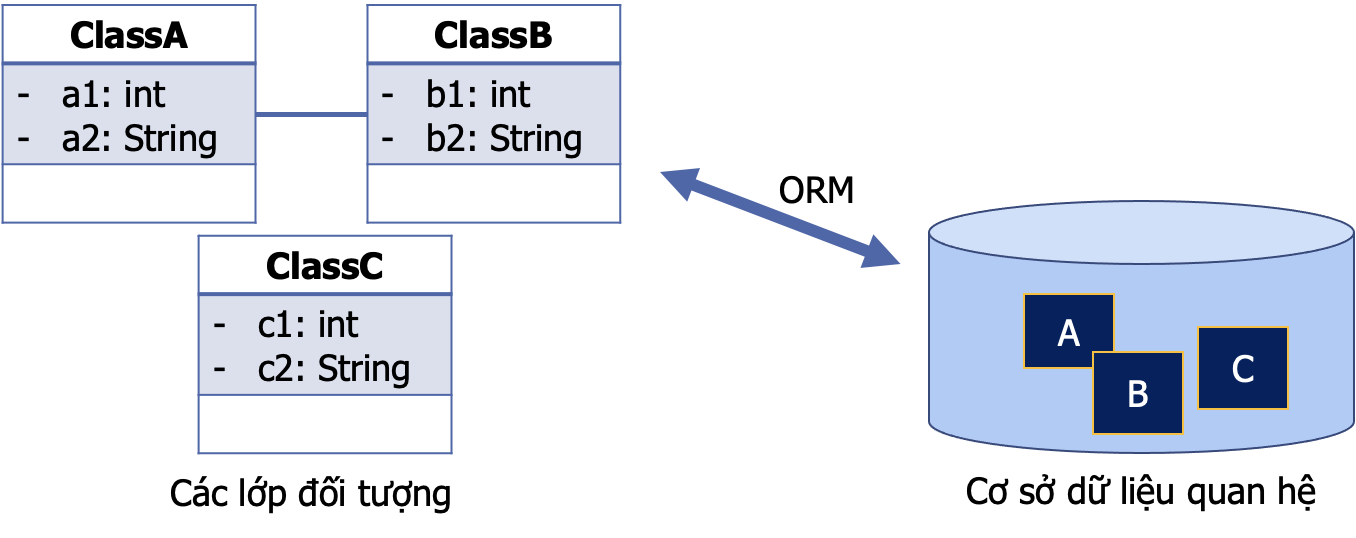 ClassA
- a1: int
- a2: String
ClassB
- b1: int
- b2: String
ORM
ClassC
- c1: int
- c2: String
A
B
C
Các lớp đối tượng
Cơ sở dữ liệu quan hệ